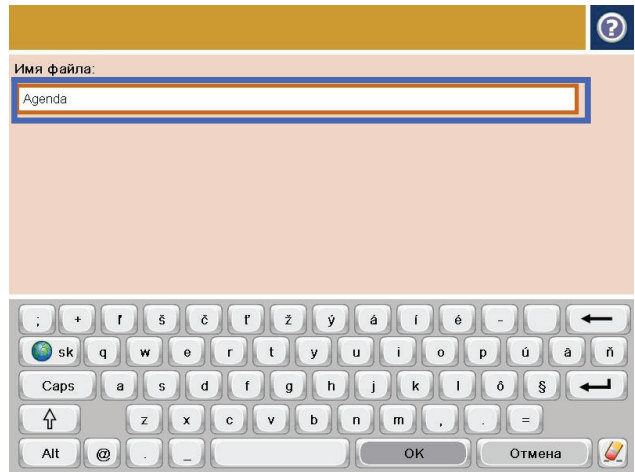 ?
Имя файла:
Agenda
; + ľ š č ť ž ý á í é -
sk q w e r t y u i o p ú ä ň
Caps a s d f g h j k l ô §
z x c v b n m , . =
Alt @ . _ OK Отмена